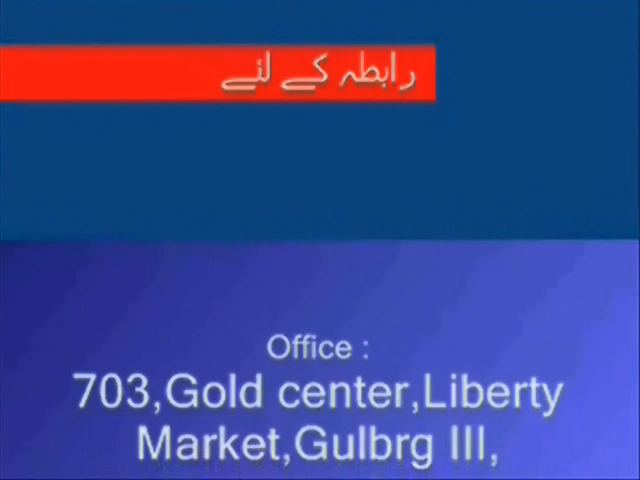 رابطہ کے لئے
Office :
703,Gold center,Liberty
Market,Gulbrg III,